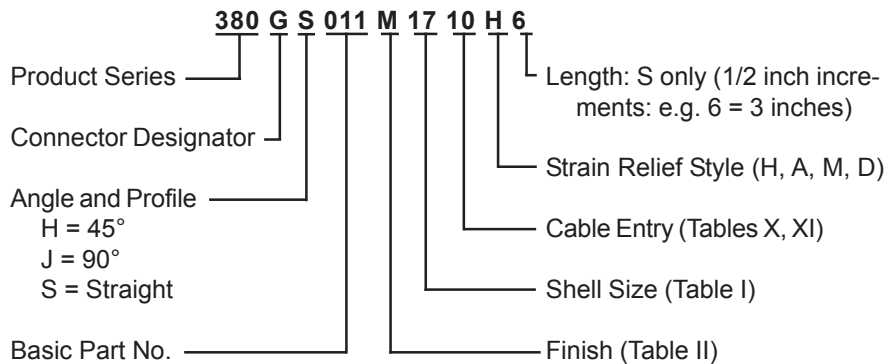 380 G S 011 M 17 10 H 6
Product Series
Connector Designator
Angle and Profile
H = 45°
J = 90°
S = Straight
Basic Part No.
Length: S only (1/2 inch incre-
ments: e.g. 6 = 3 inches)
Strain Relief Style (H, A, M, D)
Cable Entry (Tables X, XI)
Shell Size (Table I)
Finish (Table II)